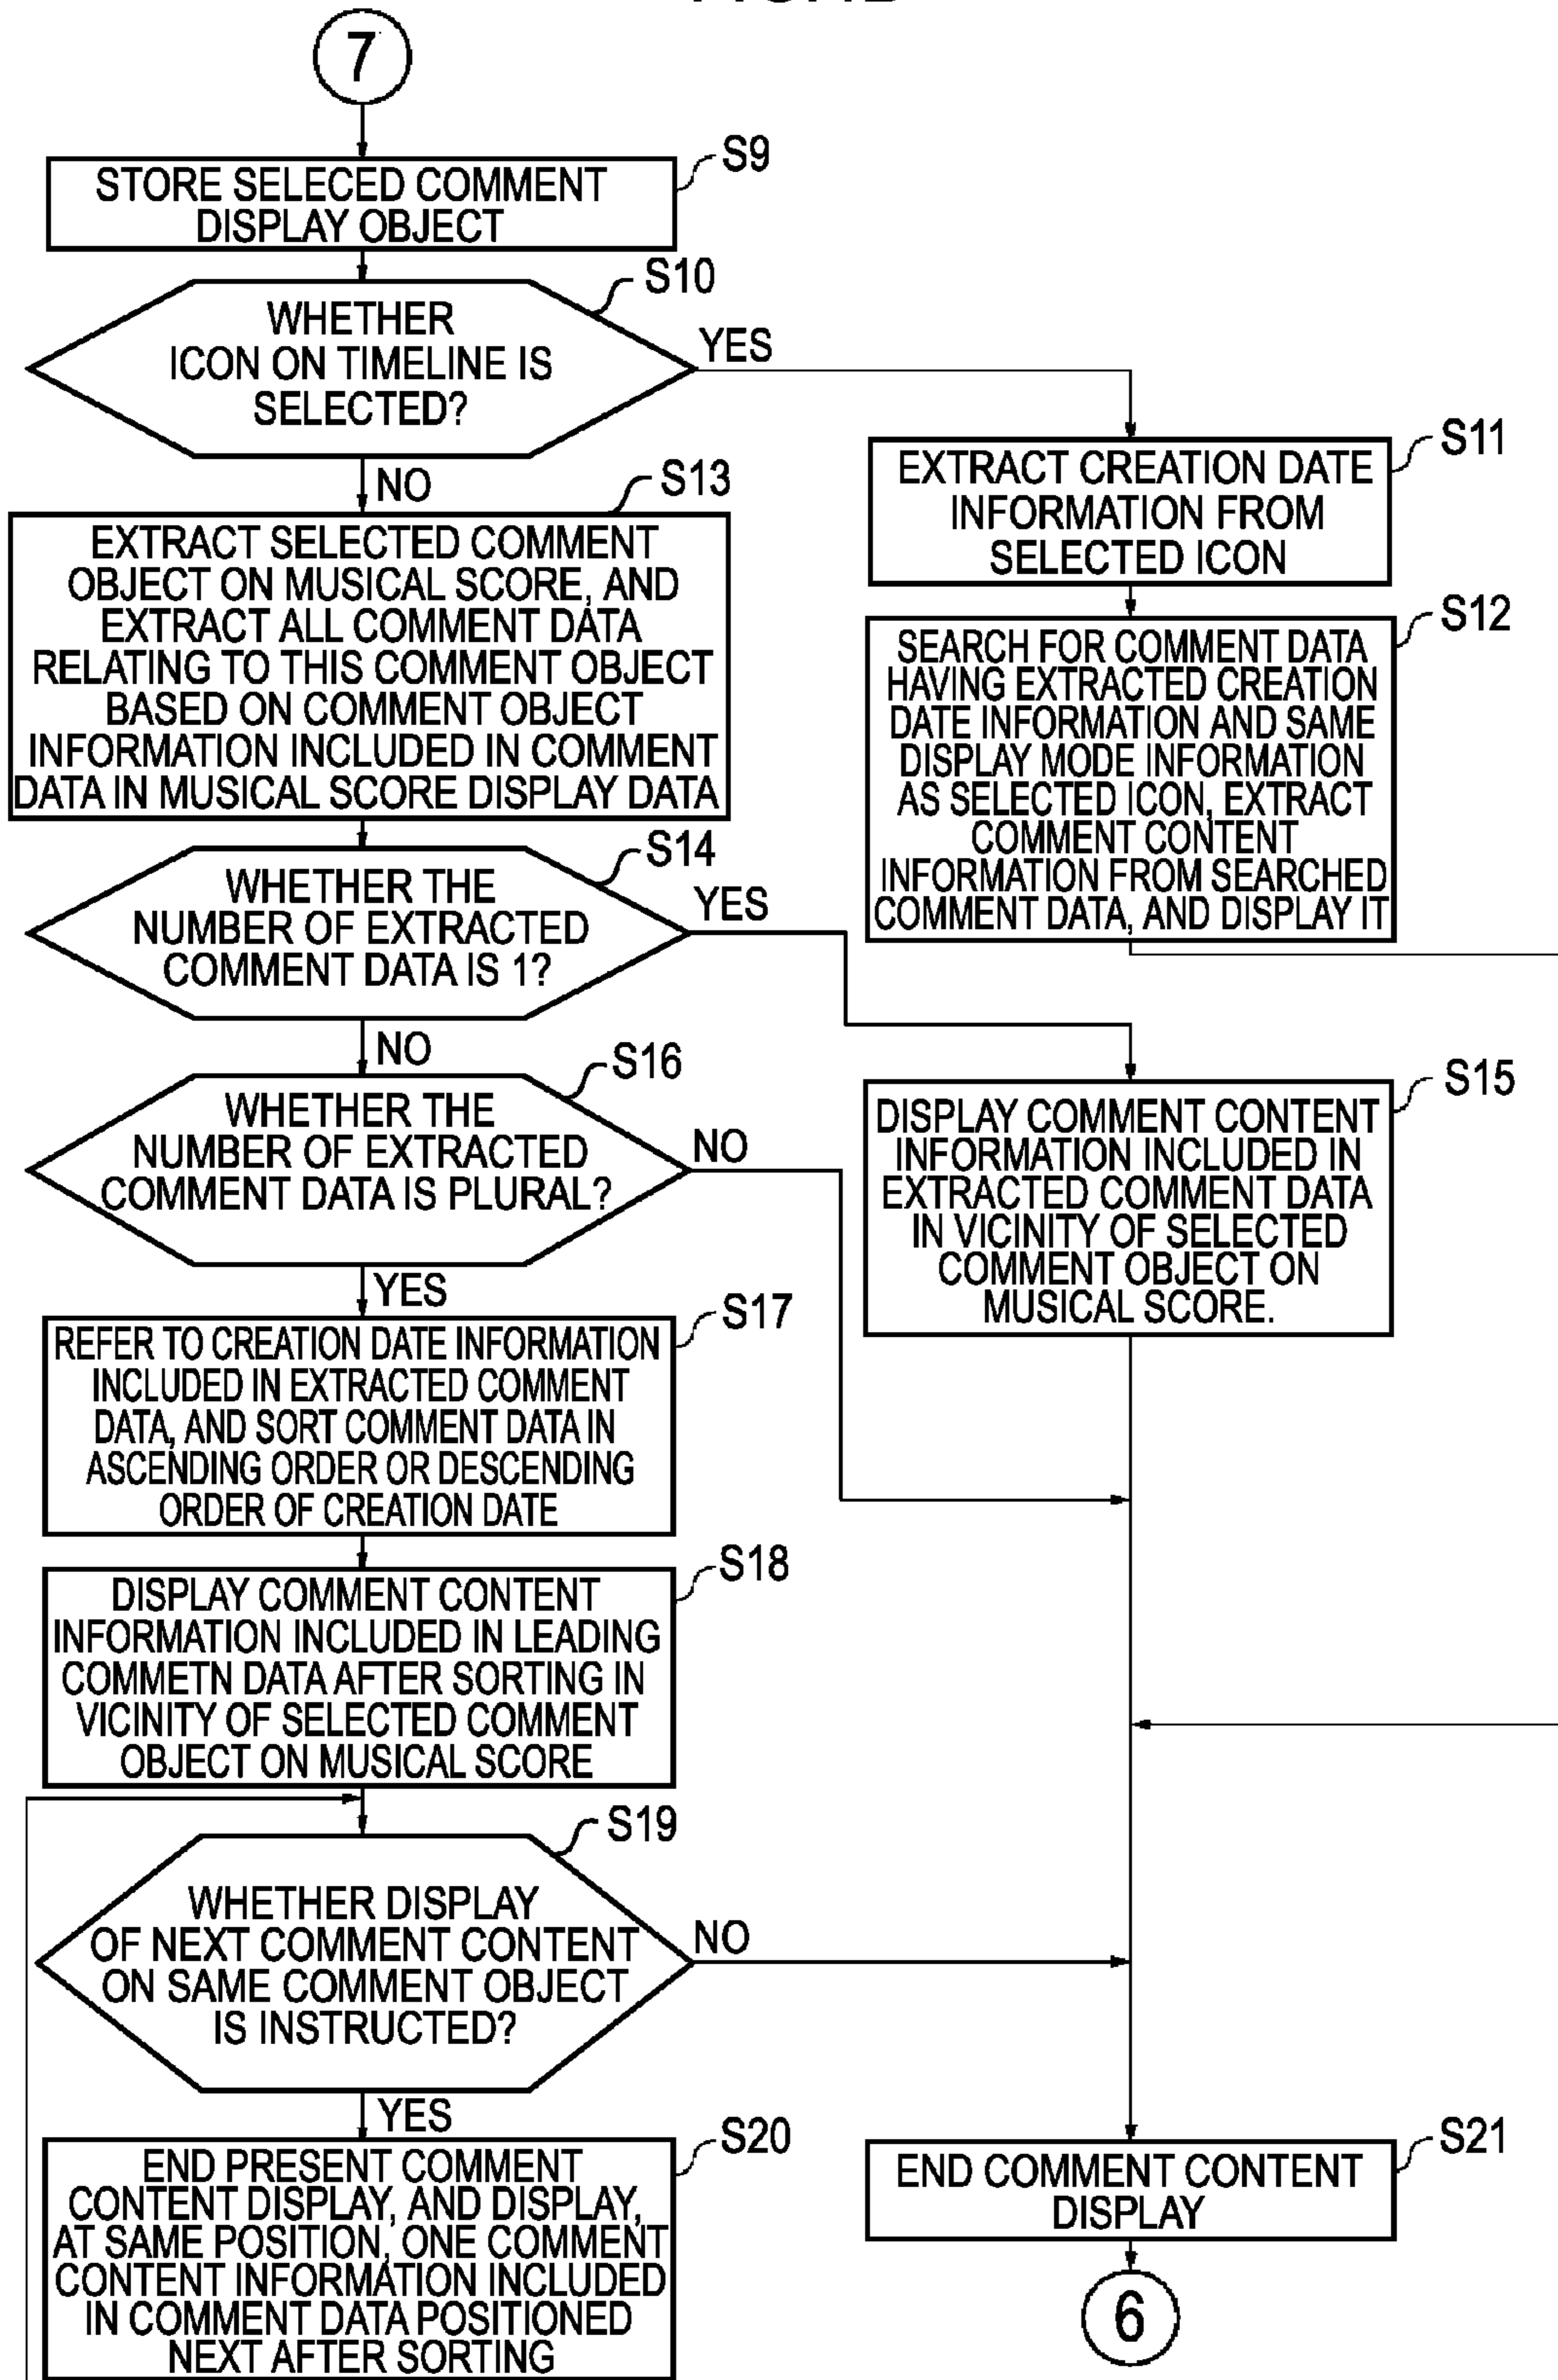 7
S9
STORE SELECED COMMENT
DISPLAY OBJECT
S10
WHETHER
ICON ON TIMELINE IS
SELECTED?
YES
NO
S11
EXTRACT CREATION DATE
INFORMATION FROM
SELECTED ICON
S12
SEARCH FOR COMMENT DATA
HAVING EXTRACTED CREATION
DATE INFORMATION AND SAME
DISPLAY MODE INFORMATION
AS SELECTED ICON, EXTRACT
COMMENT CONTENT
INFORMATION FROM SEARCHED
COMMENT DATA, AND DISPLAY IT
S13
EXTRACT SELECTED COMMENT
OBJECT ON MUSICAL SCORE, AND
EXTRACT ALL COMMENT DATA
RELATING TO THIS COMMENT OBJECT
BASED ON COMMENT OBJECT
INFORMATION INCLUDED IN COMMENT
DATA IN MUSICAL SCORE DISPLAY DATA
S14
WHETHER THE
NUMBER OF EXTRACTED
COMMENT DATA IS 1?
YES
NO
S15
DISPLAY COMMENT CONTENT
INFORMATION INCLUDED IN
EXTRACTED COMMENT DATA
IN VICINITY OF SELECTED
COMMENT OBJECT ON
MUSICAL SCORE.
S16
WHETHER THE
NUMBER OF EXTRACTED
COMMENT DATA IS PLURAL?
NO
YES
S17
REFER TO CREATION DATE INFORMATION
INCLUDED IN EXTRACTED COMMENT
DATA, AND SORT COMMENT DATA IN
ASCENDING ORDER OR DESCENDING
ORDER OF CREATION DATE
S18
DISPLAY COMMENT CONTENT
INFORMATION INCLUDED IN LEADING
COMMETN DATA AFTER SORTING IN
VICINITY OF SELECTED COMMENT
OBJECT ON MUSICAL SCORE
S19
WHETHER DISPLAY
OF NEXT COMMENT CONTENT
ON SAME COMMENT OBJECT
IS INSTRUCTED?
NO
YES
S20
END PRESENT COMMENT
CONTENT DISPLAY, AND DISPLAY,
AT SAME POSITION, ONE COMMENT
CONTENT INFORMATION INCLUDED
IN COMMENT DATA POSITIONED
NEXT AFTER SORTING
S21
END COMMENT CONTENT
DISPLAY
6